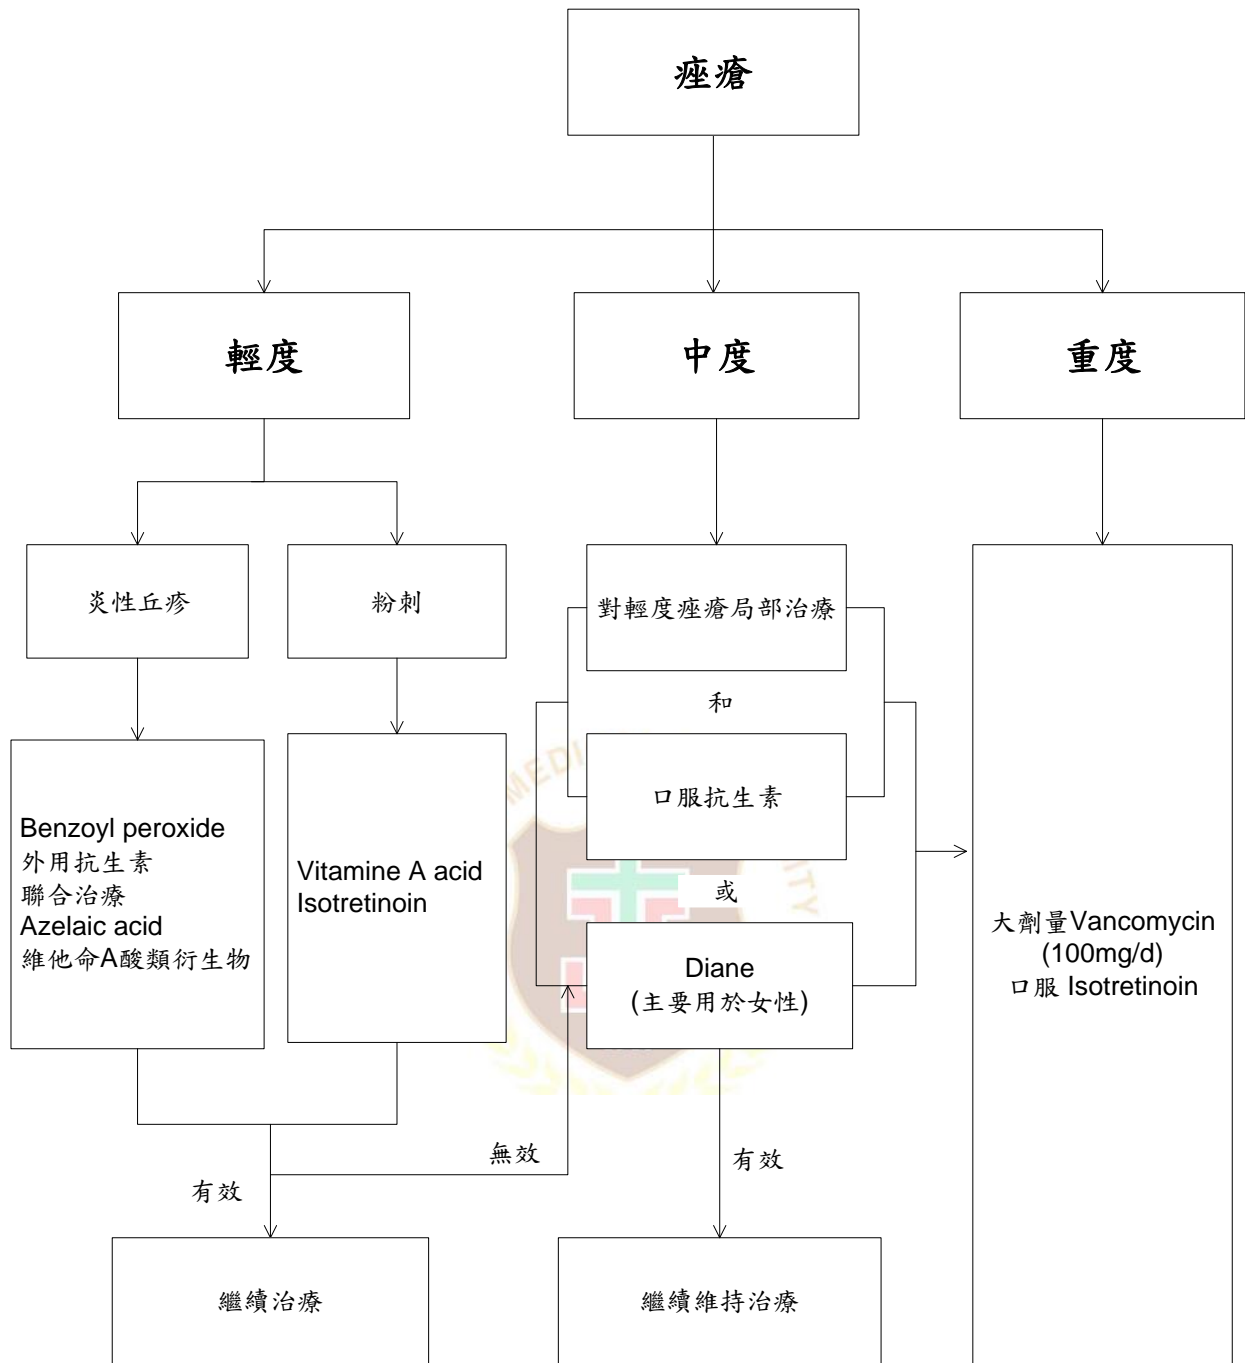 痤瘡
輕度
中度
重度
炎性丘疹
粉刺
對輕度痤瘡局部治療
和
口服抗生素
或
Diane
(主要用於女性)
Benzoyl peroxide
外用抗生素
聯合治療
Azelaic acid
維他命A酸類衍生物
Vitamine A acid
Isotretinoin
大劑量Vancomycin
(100mg/d)
口服 Isotretinoin
無效
有效
有效
繼續治療
繼續維持治療
MEDI
ITY